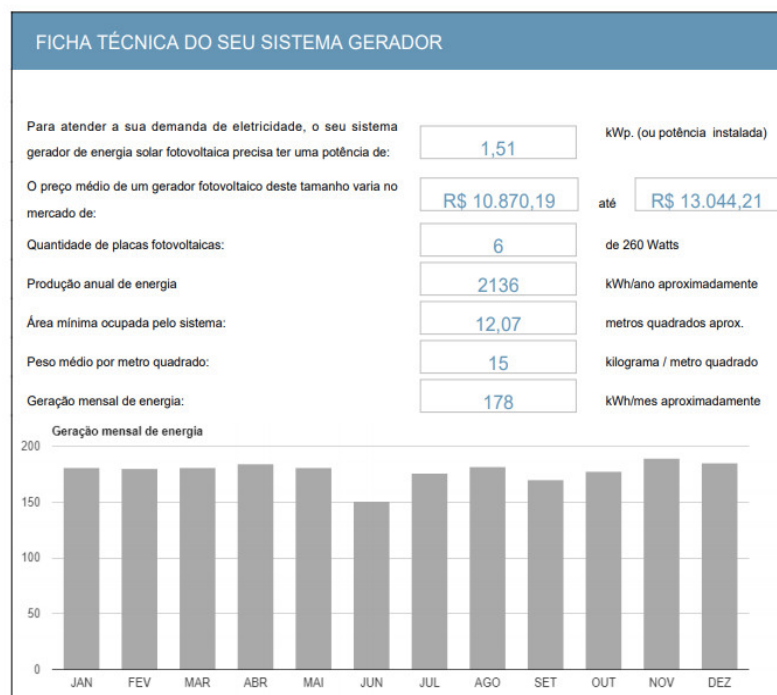 FICHA TÉCNICA DO SEU SISTEMA GERADOR
Para atender a sua demanda de eletricidade, o seu sistema
gerador de energia solar fotovoltaica precisa ter uma potência de:
1,51
kWp. (ou potência instalada)
O preço médio de um gerador fotovoltaico deste tamanho varia no
mercado de:
R$ 10.870,19
até
R$ 13.044,21
Quantidade de placas fotovoltaicas:
6
de 260 Watts
Produção anual de energia
2136
kWh/ano aproximadamente
Área mínima ocupada pelo sistema:
12,07
metros quadrados aprox.
Peso médio por metro quadrado:
15
kilograma / metro quadrado
Geração mensal de energia:
178
kWh/mes aproximadamente
Geração mensal de energia
200
150
100
50
0
JAN FEV MAR ABR MAI JUN JUL AGO SET OUT NOV DEZ